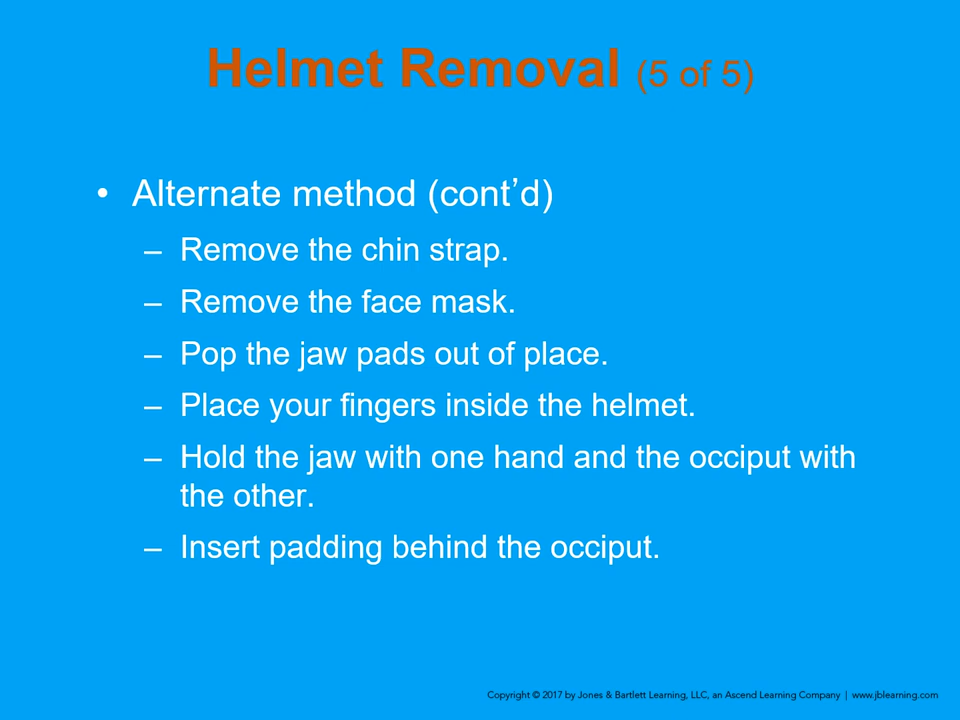 Helmet Removal (5 of 5)
• Alternate method (cont’d)
– Remove the chin strap.
– Remove the face mask.
– Pop the jaw pads out of place.
– Place your fingers inside the helmet.
– Hold the jaw with one hand and the occiput with
the other.
– Insert padding behind the occiput.
Copyright © 2017 by Jones & Bartlett Learning, LLC, an Ascend Learning Company | www.jblearning.com